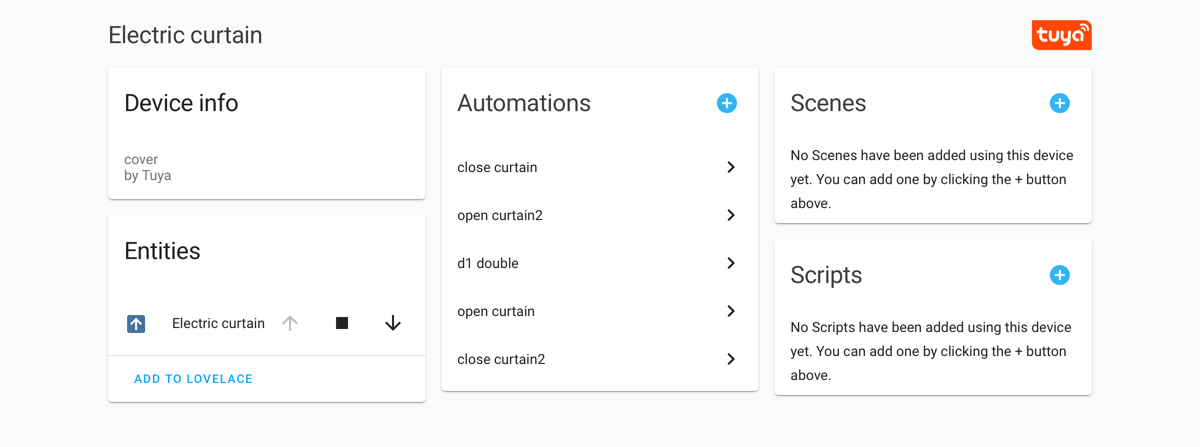 Electric curtain
tuya
Device info
cover
by Tuya
Entities
Electric curtain
ADD TO LOVELACE
Automations
close curtain
open curtain2
d1 double
open curtain
close curtain2
Scenes
No Scenes have been added using this device
yet. You can add one by clicking the + button
above.
Scripts
No Scripts have been added using this device
yet. You can add one by clicking the + button
above.